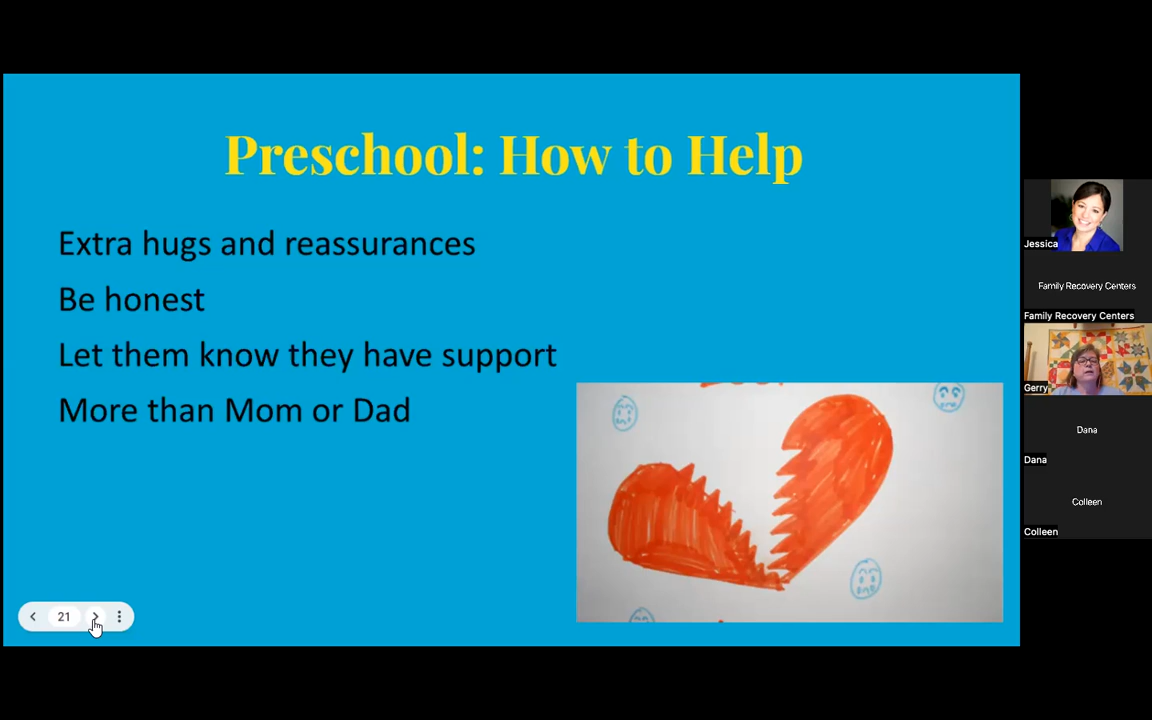 Preschool: How to Help
Extra hugs and reassurances
Be honest
Let them know they have support
More than Mom or Dad
21
Jessica
Family Recovery Centers
Family Recovery Centers
Gerry
Dana
Dana
Colleen
Colleen